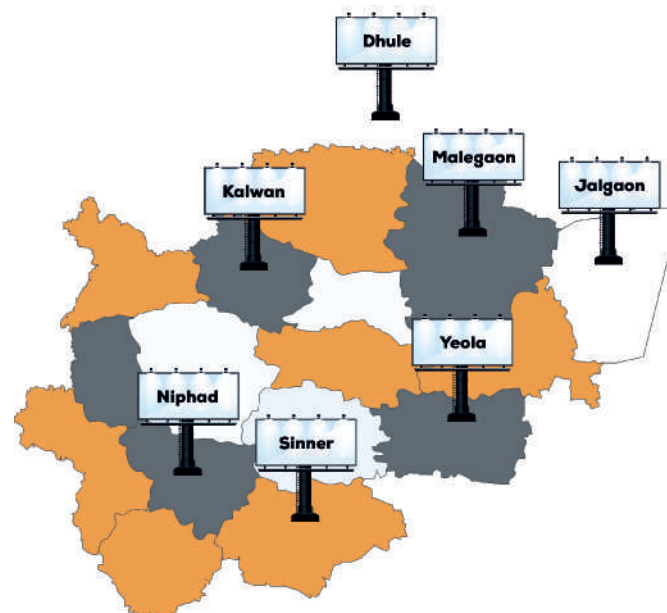 Dhule
Malegaon
Kalwan
Jalgaon
Yeola
Niphad
Sinner